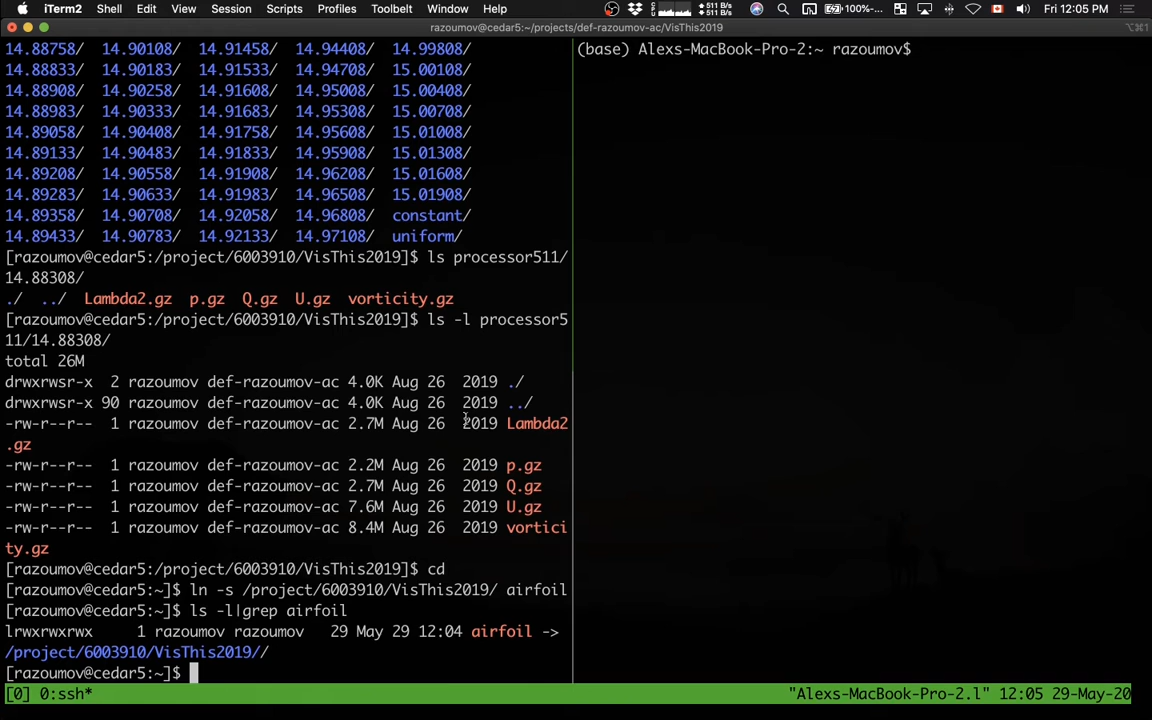 iTerm2 Shell Edit View Session Scripts Profiles Toolbelt Window Help 511 B/s 511 B/s 100% Fri 12:05 PM
razoumov@cedar5:~/projects/def-razoumov-ac/VisThis2019 ⌥⌘1
14.88758/ 14.90108/ 14.91458/ 14.94408/ 14.99808/
14.88833/ 14.90183/ 14.91533/ 14.94708/ 15.00108/
14.88908/ 14.90258/ 14.91608/ 14.95008/ 15.00408/
14.88983/ 14.90333/ 14.91683/ 14.95308/ 15.00708/
14.89058/ 14.90408/ 14.91758/ 14.95608/ 15.01008/
14.89133/ 14.90483/ 14.91833/ 14.95908/ 15.01308/
14.89208/ 14.90558/ 14.91908/ 14.96208/ 15.01608/
14.89283/ 14.90633/ 14.91983/ 14.96508/ 15.01908/
14.89358/ 14.90708/ 14.92058/ 14.96808/ constant/
14.89433/ 14.90783/ 14.92133/ 14.97108/ uniform/
[razoumov@cedar5:/project/6003910/VisThis2019]$ ls processor511/
14.88308/
./ ../ Lambda2.gz p.gz Q.gz U.gz vorticity.gz
[razoumov@cedar5:/project/6003910/VisThis2019]$ ls -l processor5
11/14.88308/
total 26M
drwxrwsr-x 2 razoumov def-razoumov-ac 4.0K Aug 26 2019 ./
drwxrwsr-x 90 razoumov def-razoumov-ac 4.0K Aug 26 2019 ../
-rw-r--r-- 1 razoumov def-razoumov-ac 2.7M Aug 26 2019 Lambda2
.gz
-rw-r--r-- 1 razoumov def-razoumov-ac 2.2M Aug 26 2019 p.gz
-rw-r--r-- 1 razoumov def-razoumov-ac 2.7M Aug 26 2019 Q.gz
-rw-r--r-- 1 razoumov def-razoumov-ac 7.6M Aug 26 2019 U.gz
-rw-r--r-- 1 razoumov def-razoumov-ac 8.4M Aug 26 2019 vortici
ty.gz
[razoumov@cedar5:/project/6003910/VisThis2019]$ cd
[razoumov@cedar5:~]$ ln -s /project/6003910/VisThis2019/ airfoil
[razoumov@cedar5:~]$ ls -l|grep airfoil
lrwxrwxrwx 1 razoumov razoumov 29 May 29 12:04 airfoil ->
/project/6003910/VisThis2019//
[razoumov@cedar5:~]$
(base) Alexs-MacBook-Pro-2:~ razoumov$
[0] 0:ssh* "Alexs-MacBook-Pro-2.l" 12:05 29-May-20